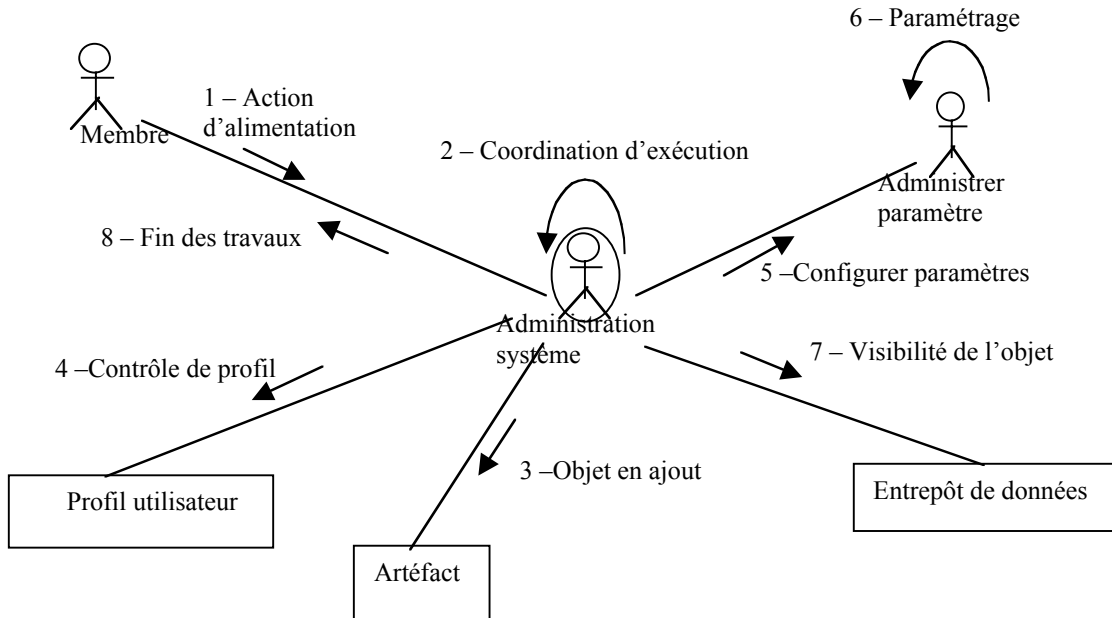 6 – Paramétrage
1 – Action
d’alimentation
Membre
2 – Coordination d’exécution
Administrer
paramètre
8 – Fin des travaux
5 –Configurer paramètres
Administration
système
7 – Visibilité de l’objet
4 –Contrôle de profil
3 –Objet en ajout
Profil utilisateur
Entrepôt de données
Artéfact